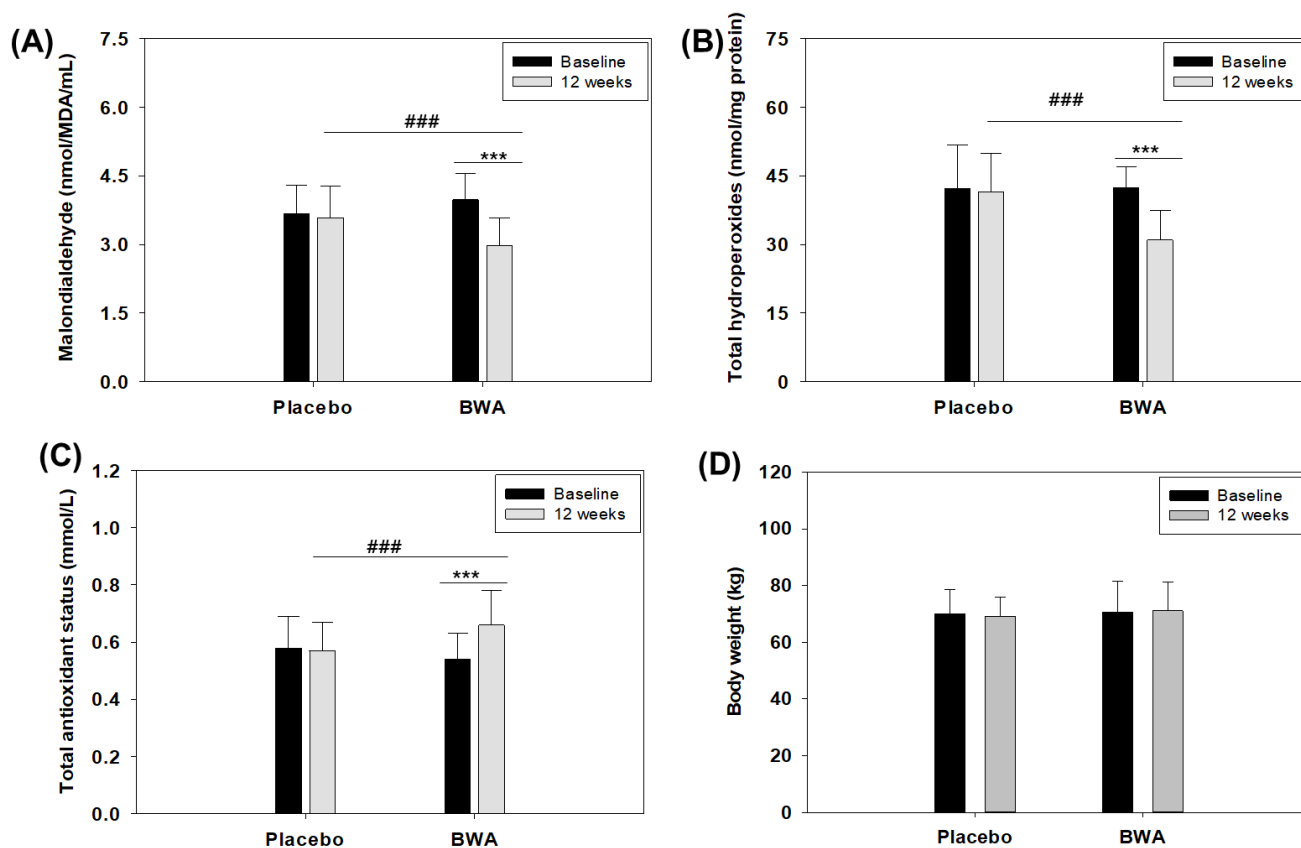 (A)
Malondialdehyde (nmol/MDA/mL)
7.5
6.0
4.5
3.0
1.5
0.0
Baseline
12 weeks
###
***
Placebo
BWA
(B)
Total hydroperoxides (nmol/mg protein)
75
60
45
30
15
0
Baseline
12 weeks
###
***
Placebo
BWA
(C)
Total antioxidant status (mmol/L)
1.2
1.0
0.8
0.6
0.4
0.2
0.0
Baseline
12 weeks
###
***
Placebo
BWA
(D)
Body weight (kg)
120
100
80
60
40
20
0
Baseline
12 weeks
Placebo
BWA